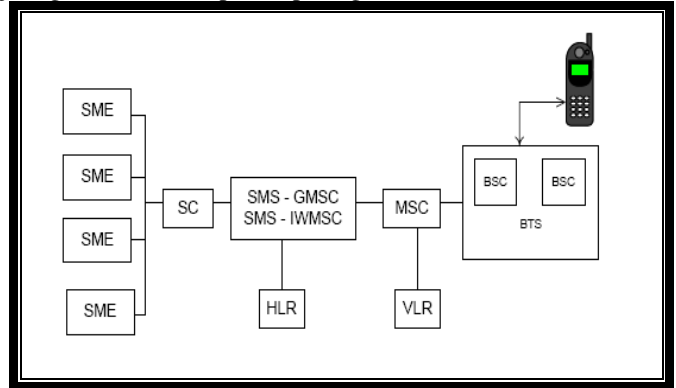 SME
SME
SME
SME
SC
SMS - GMSC
SMS - IWMSC
HLR
MSC
VLR
BSC
BSC
BTS